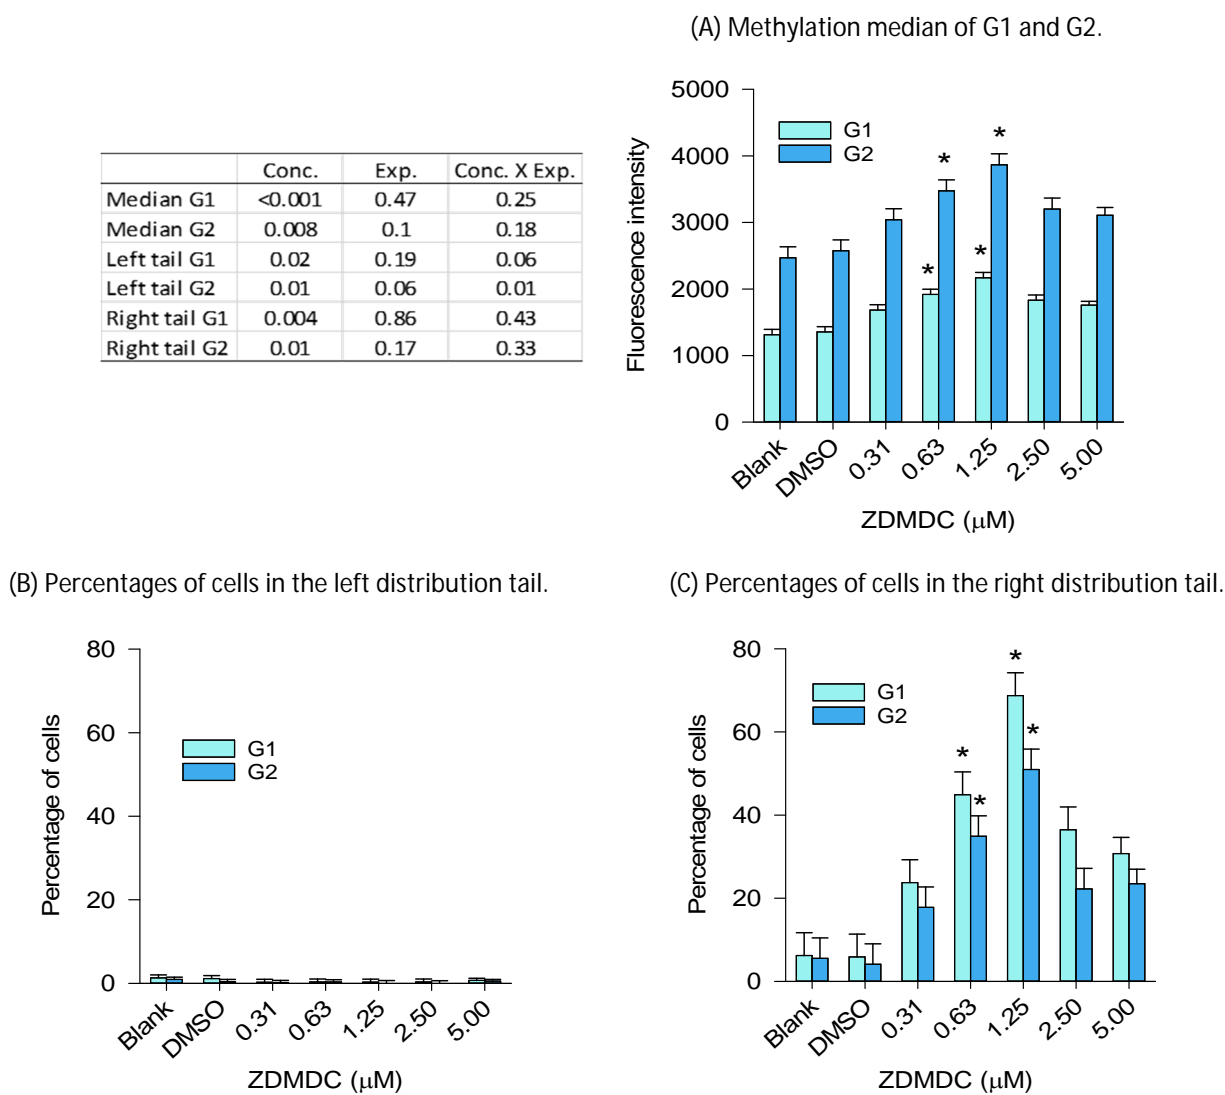 (A) Methylation median of G1 and G2.
Conc. Exp. Conc. X Exp.
Median G1 <0.001 0.47 0.25
Median G2 0.008 0.1 0.18
Left tail G1 0.02 0.19 0.06
Left tail G2 0.01 0.06 0.01
Right tail G1 0.004 0.86 0.43
Right tail G2 0.01 0.17 0.33
Fluorescence intensity
5000
4000
3000
2000
1000
0
G1
G2
* *
* *
Blank DMSO 0.31 0.63 1.25 2.50 5.00
ZDMDC (μM)
(B) Percentages of cells in the left distribution tail.
Percentage of cells
80
60
40
20
0
G1
G2
Blank DMSO 0.31 0.63 1.25 2.50 5.00
ZDMDC (μM)
(C) Percentages of cells in the right distribution tail.
Percentage of cells
80
60
40
20
0
G1
G2
* *
* *
Blank DMSO 0.31 0.63 1.25 2.50 5.00
ZDMDC (μM)